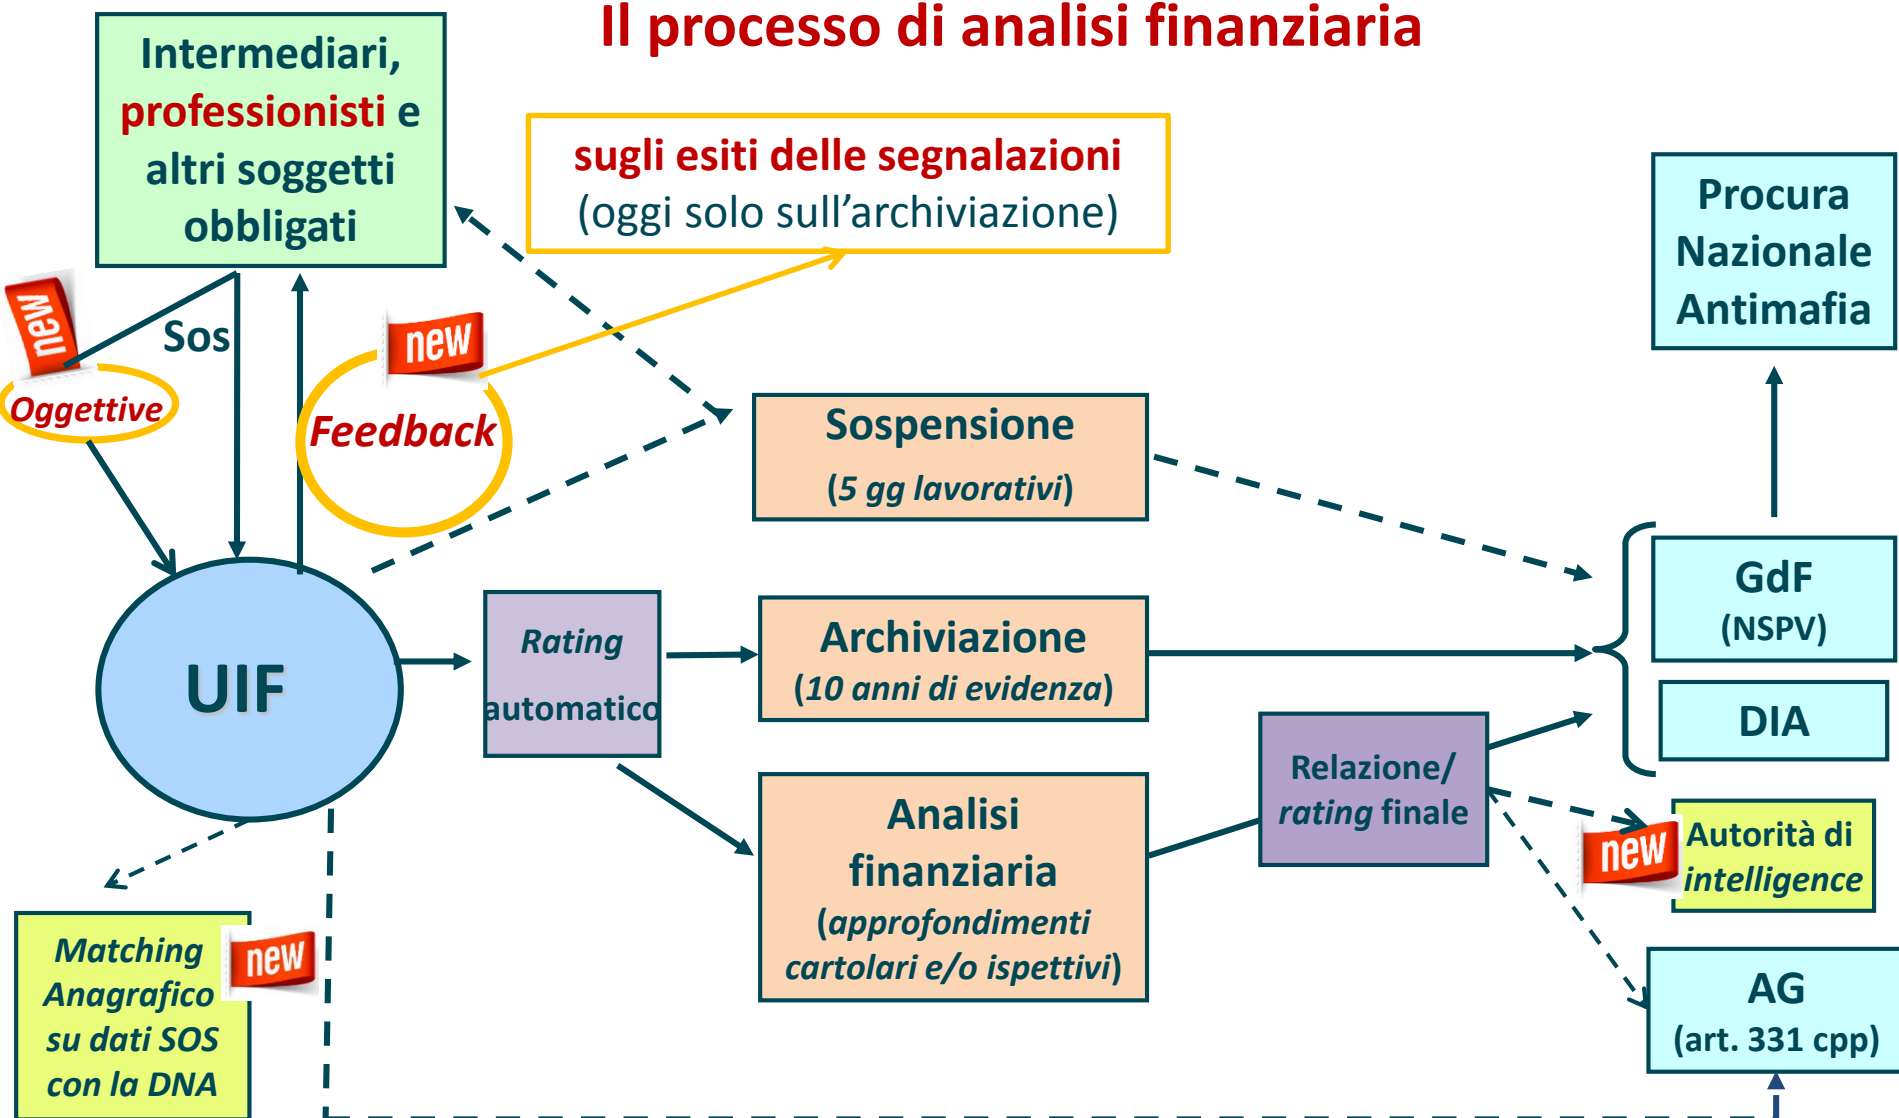 Il processo di analisi finanziaria
Intermediari,
professionisti e
altri soggetti
obbligati
sugli esiti delle segnalazioni
(oggi solo sull’archiviazione)
Procura
Nazionale
Antimafia
new
Sos
new
Oggettive
Feedback
Sospensione
(5 gg lavorativi)
GdF
(NSPV)
UIF
Rating
automatico
Archiviazione
(10 anni di evidenza)
DIA
Relazione/
rating finale
Analisi
finanziaria
(approfondimenti
cartolari e/o ispettivi)
new
Autorità di
intelligence
Matching
Anagrafico
su dati SOS
con la DNA
new
AG
(art. 331 cpp)